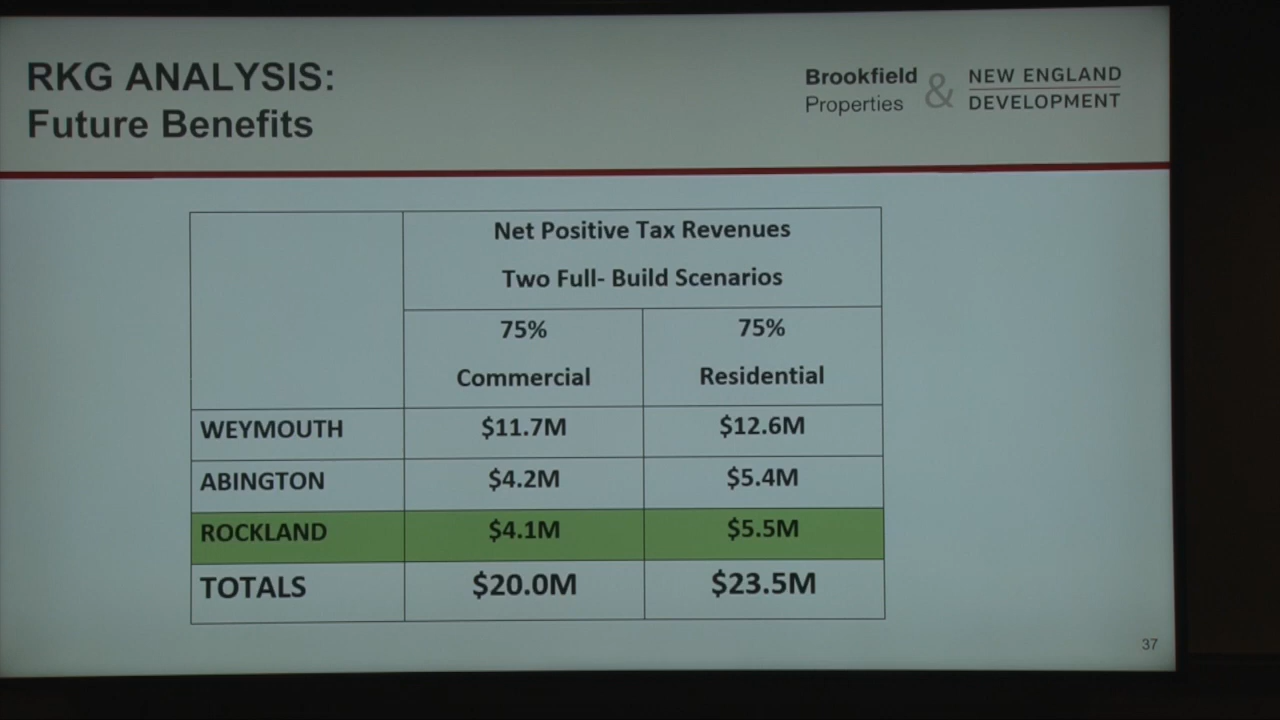 RKG ANALYSIS:
Future Benefits
Brookfield
Properties
&
NEW ENGLAND
DEVELOPMENT
Net Positive Tax Revenues
Two Full- Build Scenarios
75%
Commercial
75%
Residential
WEYMOUTH $11.7M $12.6M
ABINGTON $4.2M $5.4M
ROCKLAND $4.1M $5.5M
TOTALS $20.0M $23.5M
37